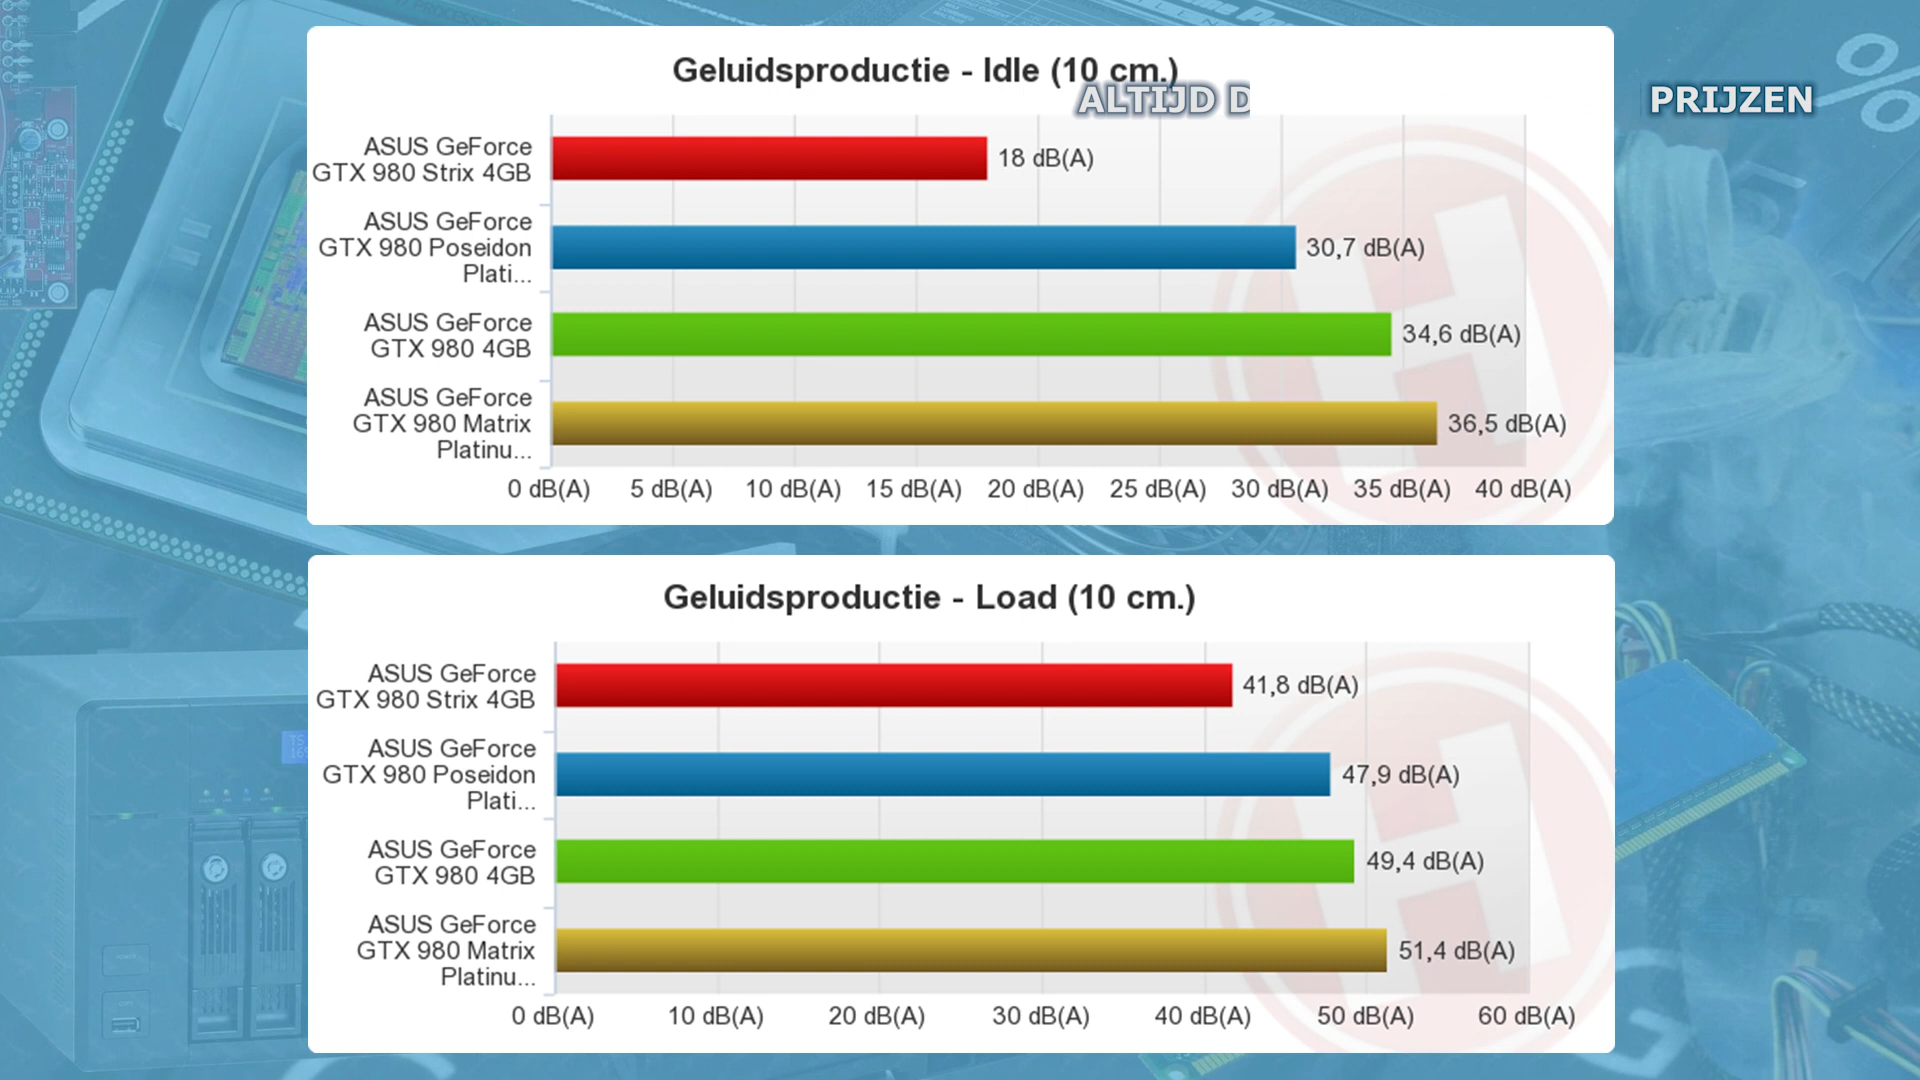 Geluidsproductie - Idle (10 cm.)
ALTIJD D
PRIJZEN
ASUS GeForce
GTX 980 Strix 4GB
18 dB(A)
ASUS GeForce
GTX 980 Poseidon
Plati...
30,7 dB(A)
ASUS GeForce
GTX 980 4GB
34,6 dB(A)
ASUS GeForce
GTX 980 Matrix
Platinu...
36,5 dB(A)
0 dB(A) 5 dB(A) 10 dB(A) 15 dB(A) 20 dB(A) 25 dB(A) 30 dB(A) 35 dB(A) 40 dB(A)
Geluidsproductie - Load (10 cm.)
ASUS GeForce
GTX 980 Strix 4GB
41,8 dB(A)
ASUS GeForce
GTX 980 Poseidon
Plati...
47,9 dB(A)
ASUS GeForce
GTX 980 4GB
49,4 dB(A)
ASUS GeForce
GTX 980 Matrix
Platinu...
51,4 dB(A)
0 dB(A) 10 dB(A) 20 dB(A) 30 dB(A) 40 dB(A) 50 dB(A) 60 dB(A)